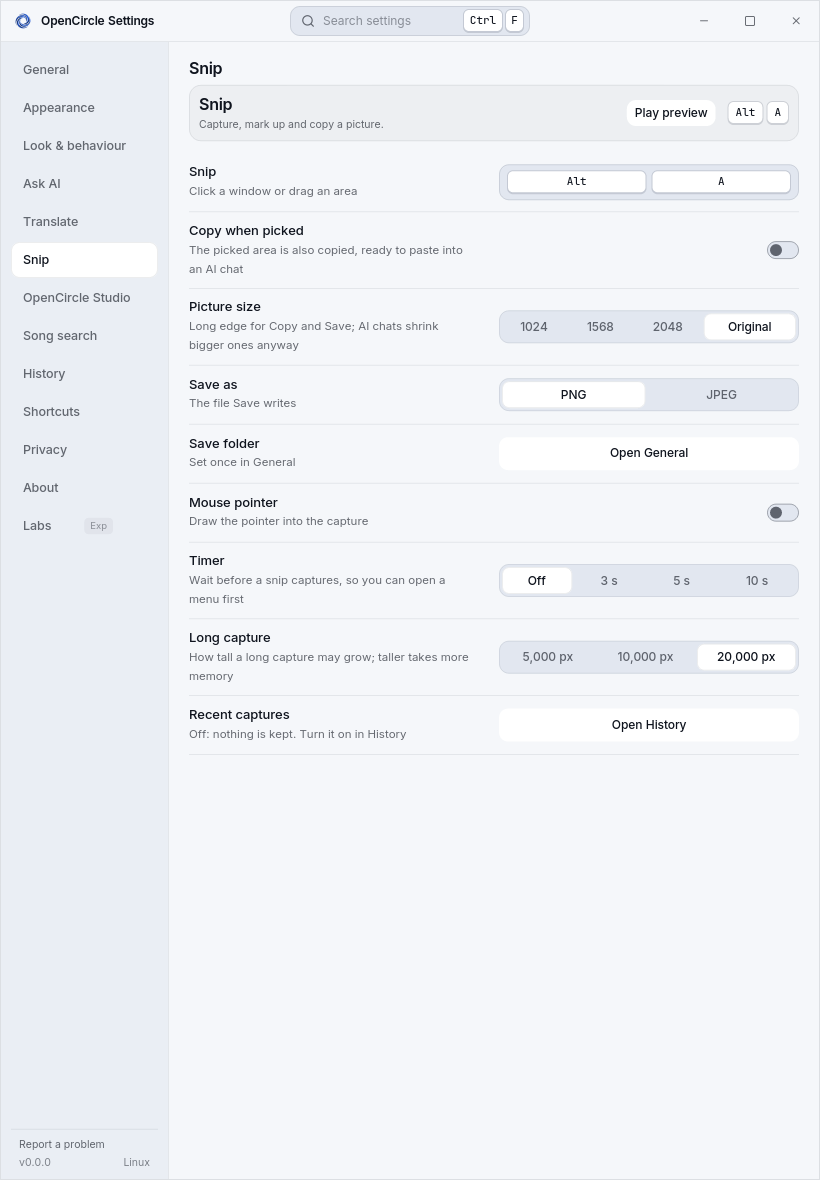 OpenCircle Settings
Search settings
Ctrl F
General
Appearance
Look & behaviour
Ask AI
Translate
Snip
OpenCircle Studio
Song search
History
Shortcuts
Privacy
About
Labs Exp
Report a problem
v0.0.0 Linux
Snip
Snip
Capture, mark up and copy a picture.
Play preview
Alt A
Snip
Click a window or drag an area
Alt A
Copy when picked
The picked area is also copied, ready to paste into
an AI chat
Picture size
Long edge for Copy and Save; AI chats shrink
bigger ones anyway
1024 1568 2048 Original
Save as
The file Save writes
PNG JPEG
Save folder
Set once in General
Open General
Mouse pointer
Draw the pointer into the capture
Timer
Wait before a snip captures, so you can open a
menu first
Off 3 s 5 s 10 s
Long capture
How tall a long capture may grow; taller takes more
memory
5,000 px 10,000 px 20,000 px
Recent captures
Off: nothing is kept. Turn it on in History
Open History